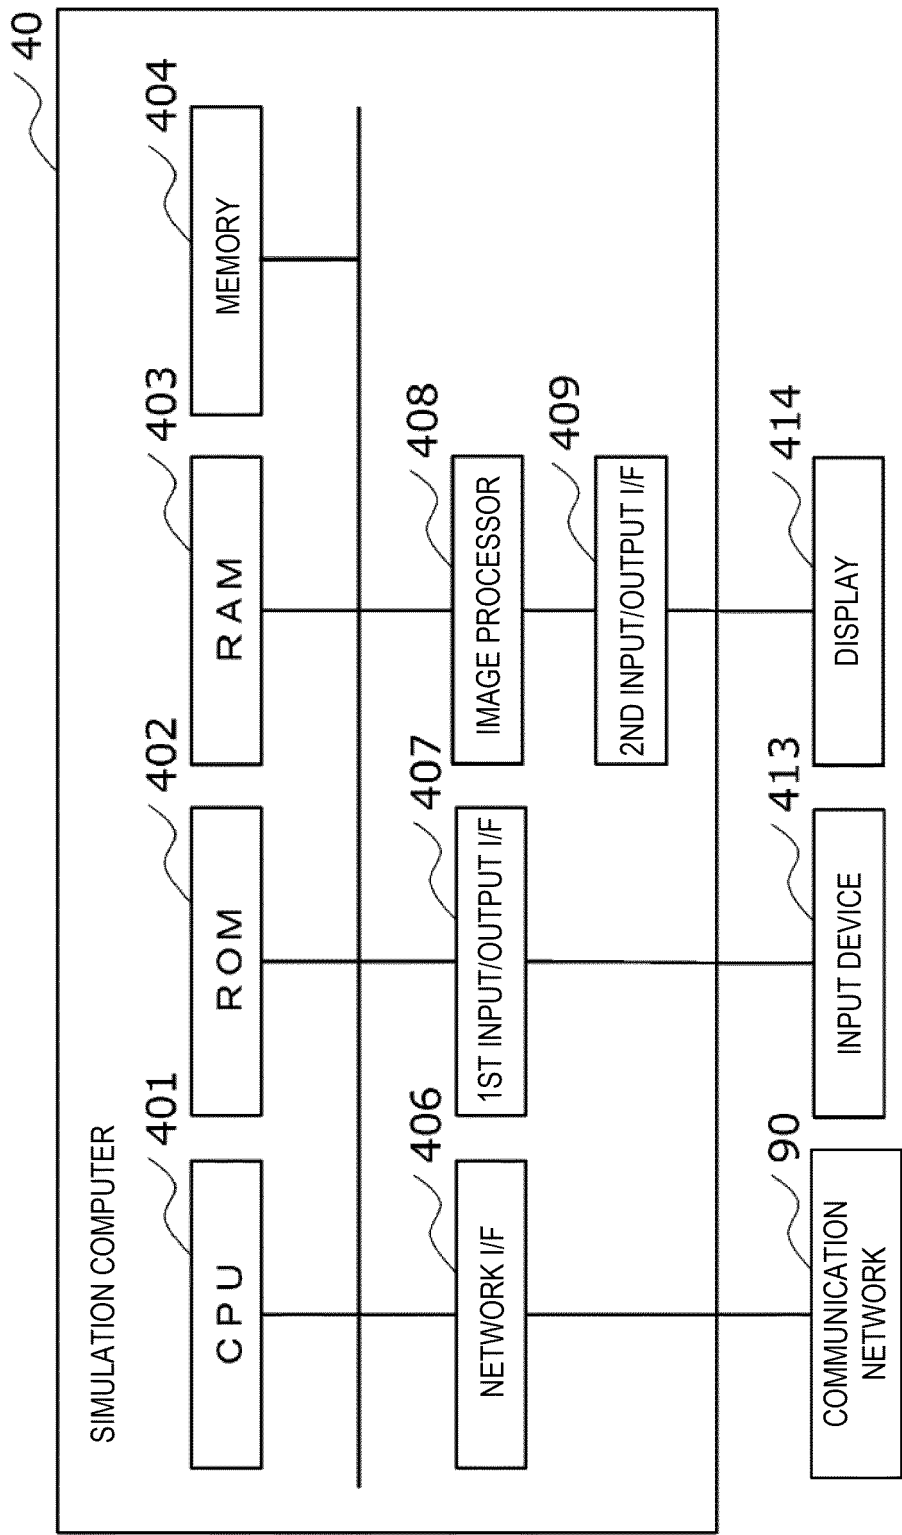 40
SIMULATION COMPUTER
401
402
403
404
CPU
ROM
RAM
MEMORY
406
407
408
NETWORK I/F
1ST INPUT/OUTPUT I/F
IMAGE PROCESSOR
409
2ND INPUT/OUTPUT I/F
90
413
414
COMMUNICATION
NETWORK
INPUT DEVICE
DISPLAY